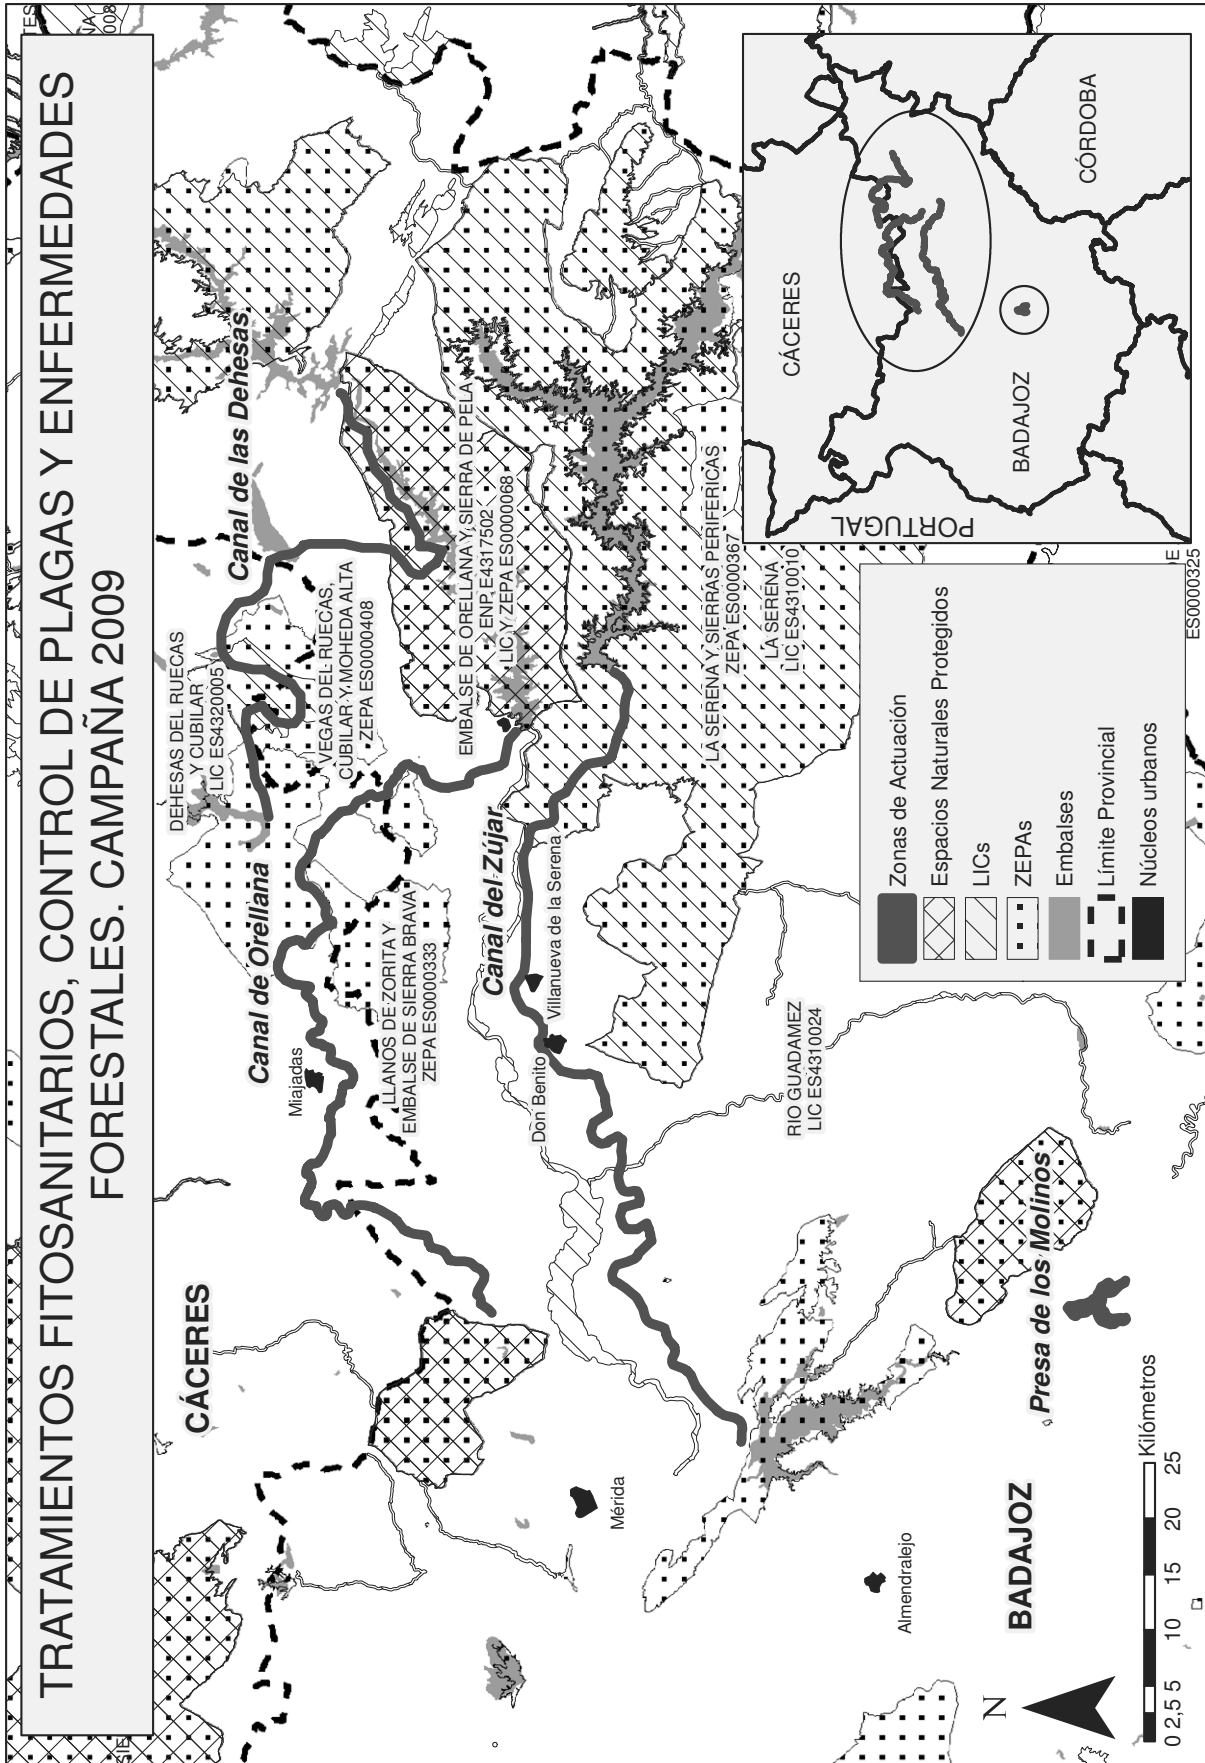 TRATAMIENTOS FITOSANITARIOS, CONTROL DE PLAGAS Y ENFERMEDADES
FORESTALES. CAMPAÑA 2009
CÁCERES
Canal de Orellana
Canal de las Dehesas
DEHESAS DEL RUECAS
Y CUBILAR
LIC ES4320005
VEGAS DEL RUECAS,
CUBILAR Y MOHEDA ALTA
ZEPA ES0000408
Miajadas
LLANOS DE ZORITA Y
EMBALSE DE SIERRA BRAVA
ZEPA ES0000333
EMBALSE DE ORELLANA Y SIERRA DE PELA
ENP E4317502
LIC Y ZEPA ES0000068
Canal del Zújar
Villanueva de la Serena
Don Benito
LA SERENA Y SIERRAS PERIFERICAS
ZEPA ES0000367
LA SERENA
LIC ES4310010
RIO GUADAMEZ
LIC ES4310024
Mérida
Almendralejo
Presa de los Molinos
BADAJOZ
N
0 2,5 5 10 15 20 25
Kilómetros
Zonas de Actuación
Espacios Naturales Protegidos
LICs
ZEPAs
Embalses
Límite Provincial
Núcleos urbanos
PORTUGAL
CÁCERES
BADAJOZ
CÓRDOBA
DE
ES0000325